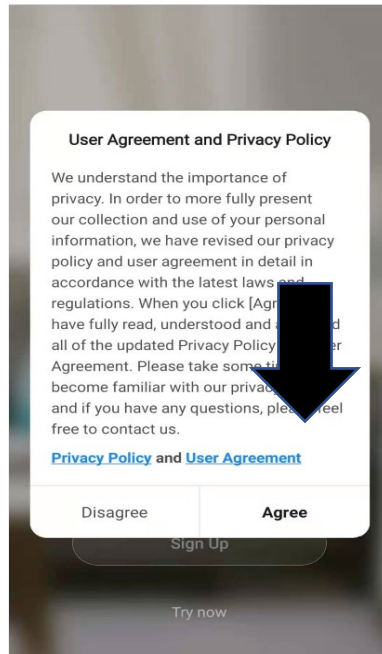 User Agreement and Privacy Policy
We understand the importance of
privacy. In order to more fully present
our collection and use of your personal
information, we have revised our privacy
policy and user agreement in detail in
accordance with the latest laws and
regulations. When you click
have fully read, understood and
all of the updated Privacy Policy
Agreement. Please take some
become familiar with our
and if you have any questions, feel
free to contact us.
Privacy Policy and User Agreement
Disagree Agree
Sign Up
Try now